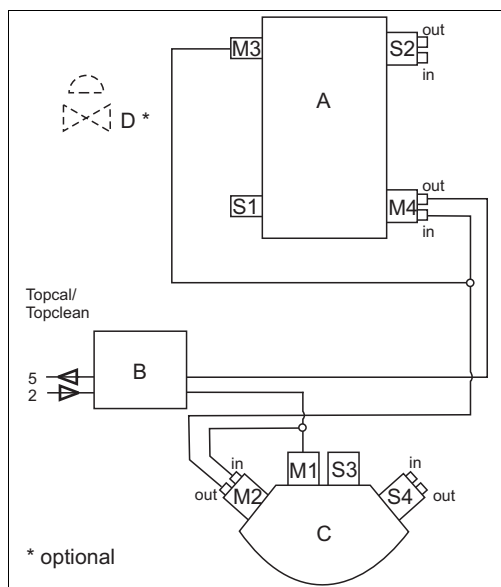 M3
S2
out
in
A
D *
S1
M4
out
in
Topcal/
Topclean
5
2
B
in
out
M2
M1
S3
S4
in
out
C
* optional